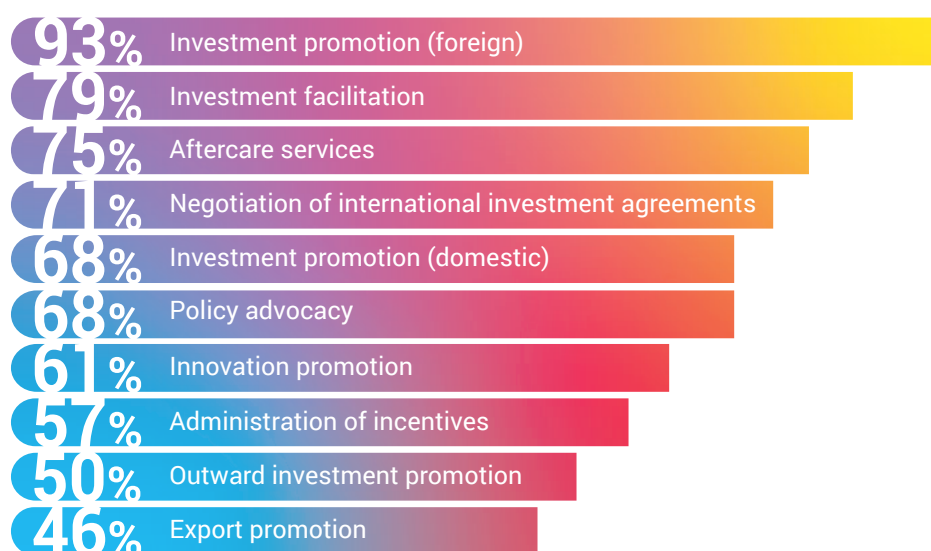 93% Investment promotion (foreign)
79% Investment facilitation
75% Aftercare services
71% Negotiation of international investment agreements
68% Investment promotion (domestic)
68% Policy advocacy
61% Innovation promotion
57% Administration of incentives
50% Outward investment promotion
46% Export promotion